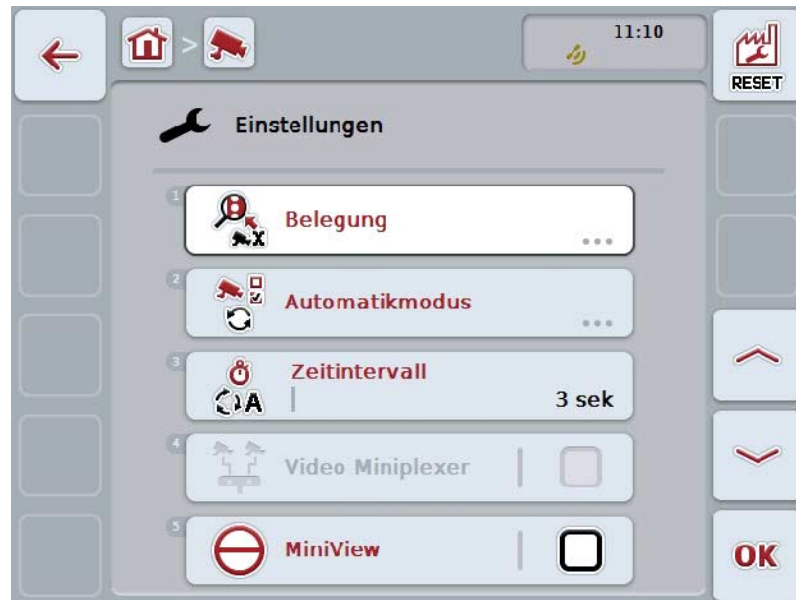 11:10
RESET
Einstellungen
1
Belegung
...
2
Automatikmodus
...
3
Zeitintervall
A
3 sek
4
Video Miniplexer
5
MiniView
OK
X